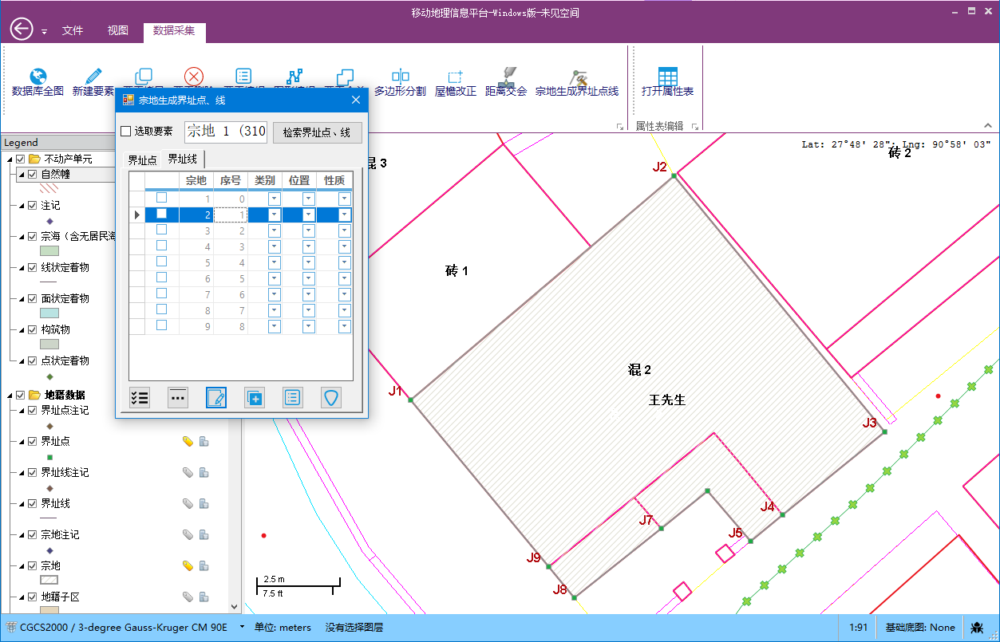 移动地理信息平台-Windows版-未见空间
文件 视图 数据采集
数据库全图 新建要素 多边形分割 屋檐改正 距离交会 宗地生成界址点线 打开属性表
属性表编辑
Legend
不动产单元
自然幢
注记
宗海（含无居民海
线状定着物
面状定着物
构筑物
点状定着物
地籍数据
界址点注记
界址点
界址线注记
界址线
宗地注记
宗地
地籍子区
宗地生成界址点、线
选取要素 宗地 1 (310 检索界址点、线
界址点 界址线
宗地 序号 类别 位置 性质
1 0
2 1
3 2
4 3
5 4
6 5
7 6
8 7
9 8
Lat: 27°48' 28"; Lng: 90°58' 03"
砖 2
混 3
J2
砖 1
混 2
J1
王先生
J3
J4
J7
J5
J9
J8
2.5 m
7.5 ft
CGCS2000 / 3-degree Gauss-Kruger CM 90E 单位: meters 没有选择图层 1:91 基础底图: None